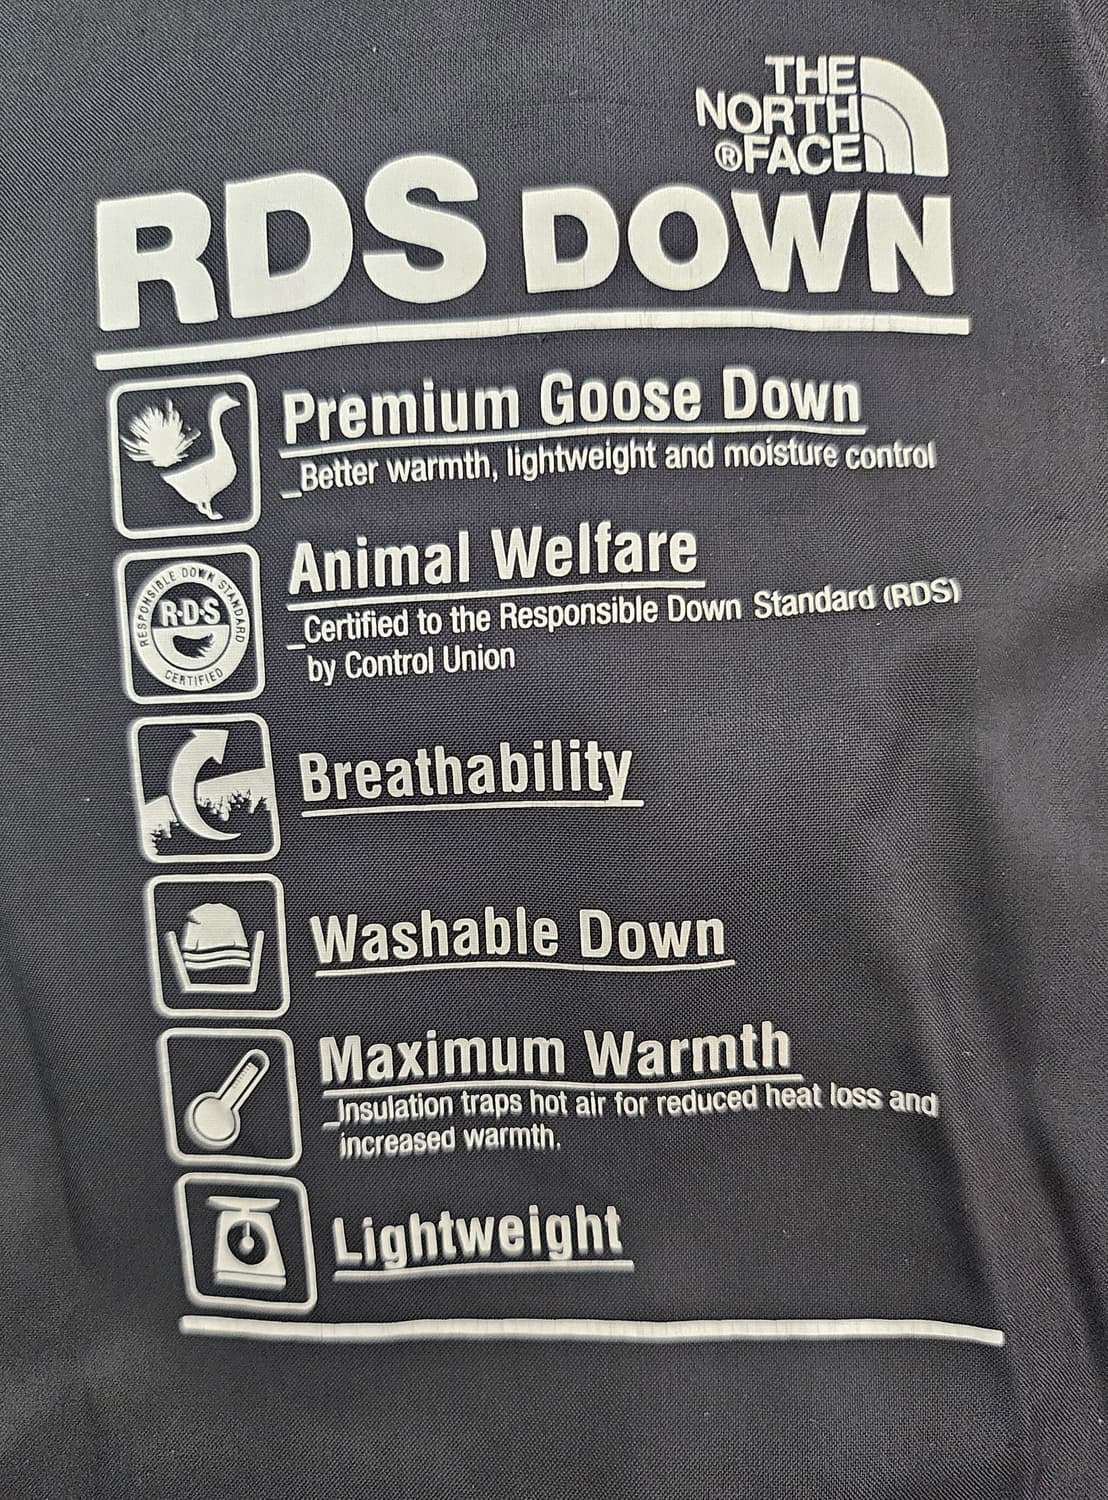 THE
NORTH
®FACE
RDS DOWN
Premium Goose Down
_Better warmth, lightweight and moisture control
Animal Welfare
_Certified to the Responsible Down Standard (RDS)
by Control Union
RESPONSIBLE DOWN STANDARD
R·D·S
CERTIFIED
Breathability
Washable Down
Maximum Warmth
_Insulation traps hot air for reduced heat loss and
increased warmth.
Lightweight